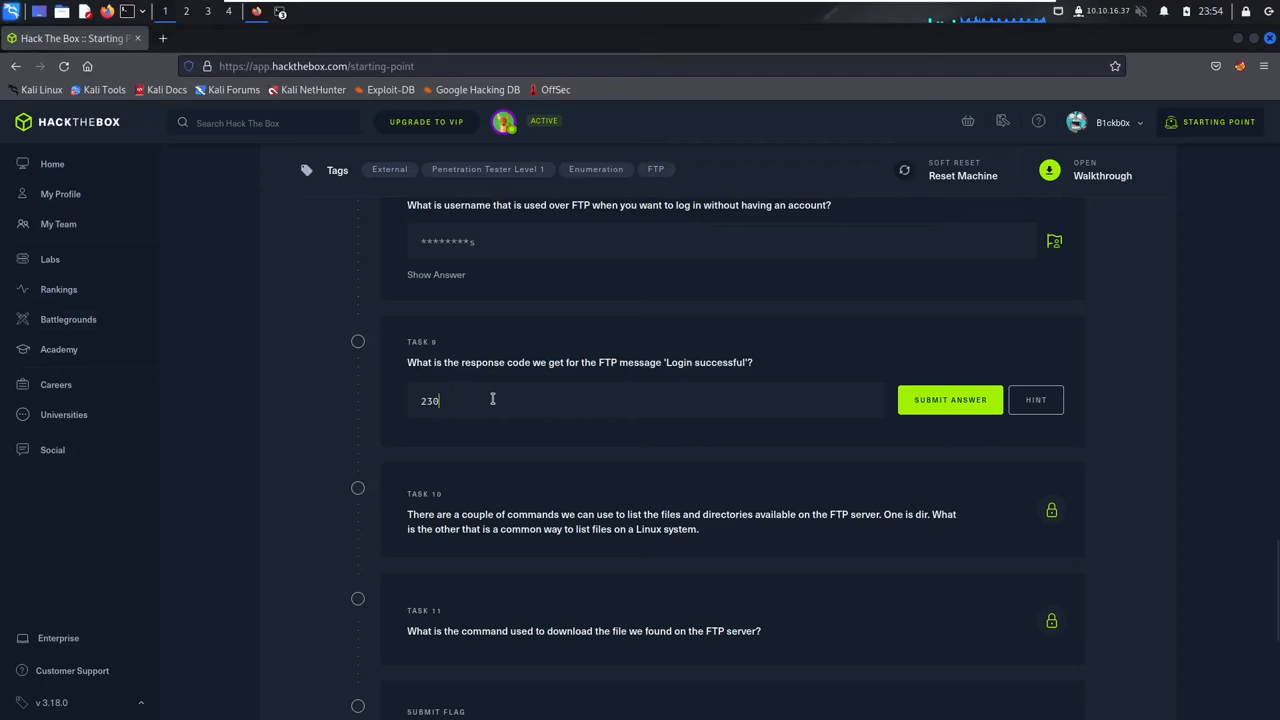 1
2
3
4
3
10.10.16.37
23:54
Hack The Box :: Starting P
https://app.hackthebox.com/starting-point
Kali Linux
Kali Tools
Kali Docs
Kali Forums
Kali NetHunter
Exploit-DB
Google Hacking DB
OffSec
HACKTHEBOX
Search Hack The Box
UPGRADE TO VIP
ACTIVE
B1ckb0x
STARTING POINT
Home
My Profile
My Team
Labs
Rankings
Battlegrounds
Academy
Careers
Universities
Social
Enterprise
Customer Support
v 3.18.0
Tags
External
Penetration Tester Level 1
Enumeration
FTP
SOFT RESET
Reset Machine
OPEN
Walkthrough
What is username that is used over FTP when you want to log in without having an account?
********s
Show Answer
TASK 9
What is the response code we get for the FTP message 'Login successful'?
230
SUBMIT ANSWER
HINT
TASK 10
There are a couple of commands we can use to list the files and directories available on the FTP server. One is dir. What
is the other that is a common way to list files on a Linux system.
TASK 11
What is the command used to download the file we found on the FTP server?
SUBMIT FLAG